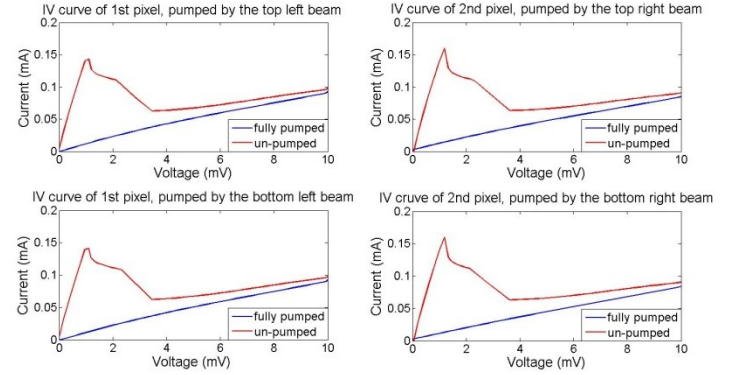 IV curve of 1st pixel, pumped by the top left beam
0.2
0.15
0.1
0.05
0
Current (mA)
fully pumped
un-pumped
0 2 4 6 8 10
Voltage (mV)
IV curve of 2nd pixel, pumped by the top right beam
0.2
0.15
0.1
0.05
0
Current (mA)
fully pumped
un-pumped
0 2 4 6 8 10
Voltage (mV)
IV curve of 1st pixel, pumped by the bottom left beam
0.2
0.15
0.1
0.05
0
Current (mA)
fully pumped
un-pumped
0 2 4 6 8 10
Voltage (mV)
IV cruve of 2nd pixel, pumped by the bottom right beam
0.2
0.15
0.1
0.05
0
Current (mA)
fully pumped
un-pumped
0 2 4 6 8 10
Voltage (mV)